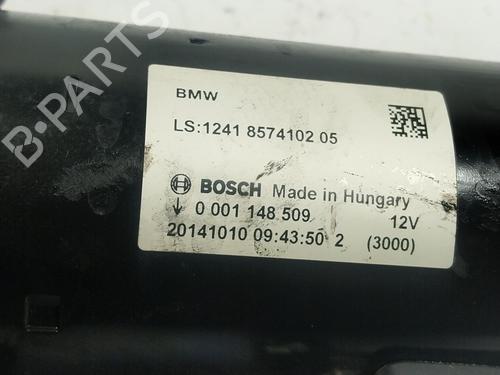 B-PARTS
BMW
LS:1241 8574102 05
BOSCH Made in Hungary
0 001 148 509 12V
20141010 09:43:50 2 (3000)